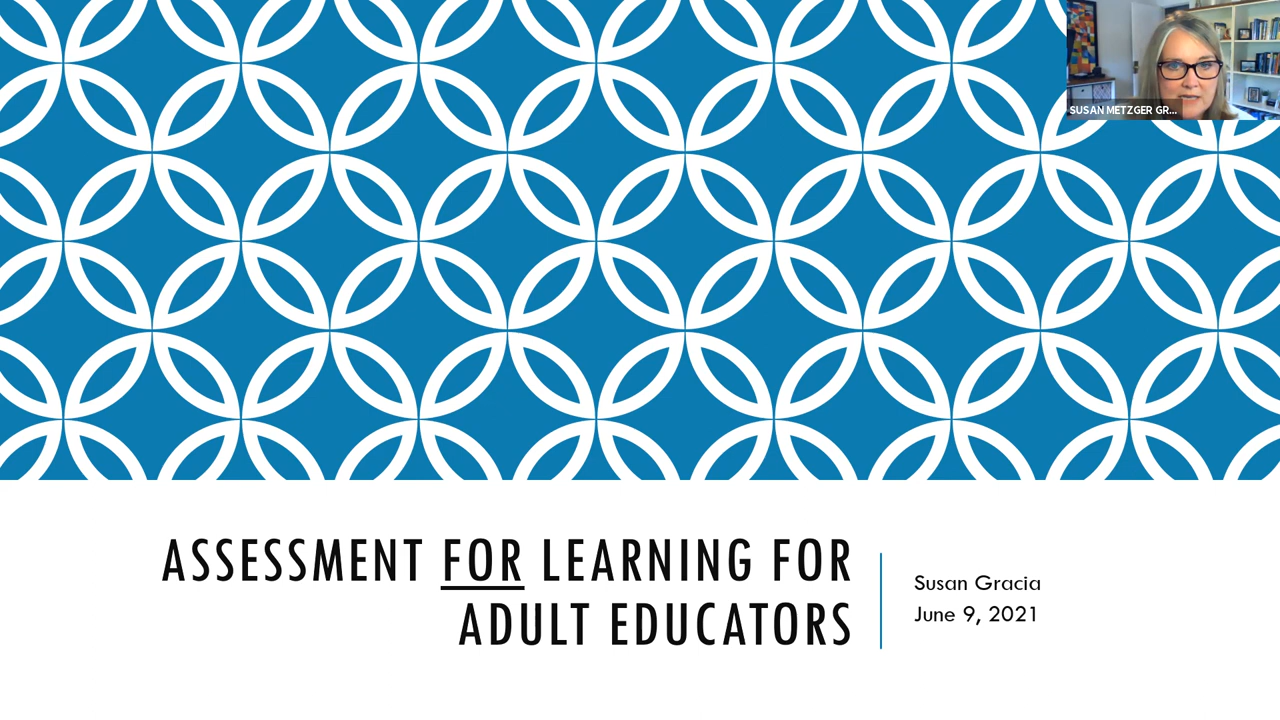 SUSAN METZGER GR...
ASSESSMENT FOR LEARNING FOR
ADULT EDUCATORS
Susan Gracia
June 9, 2021